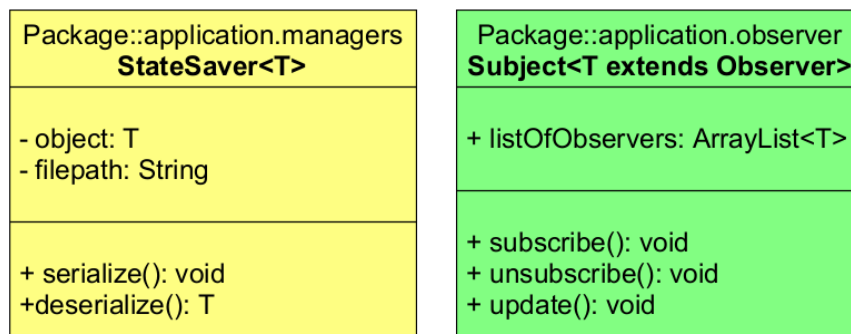 Package::application.managers
StateSaver<T>
- object: T
- filepath: String
+ serialize(): void
+deserialize(): T
Package::application.observer
Subject<T extends Observer>
+ listOfObservers: ArrayList<T>
+ subscribe(): void
+ unsubscribe(): void
+ update(): void